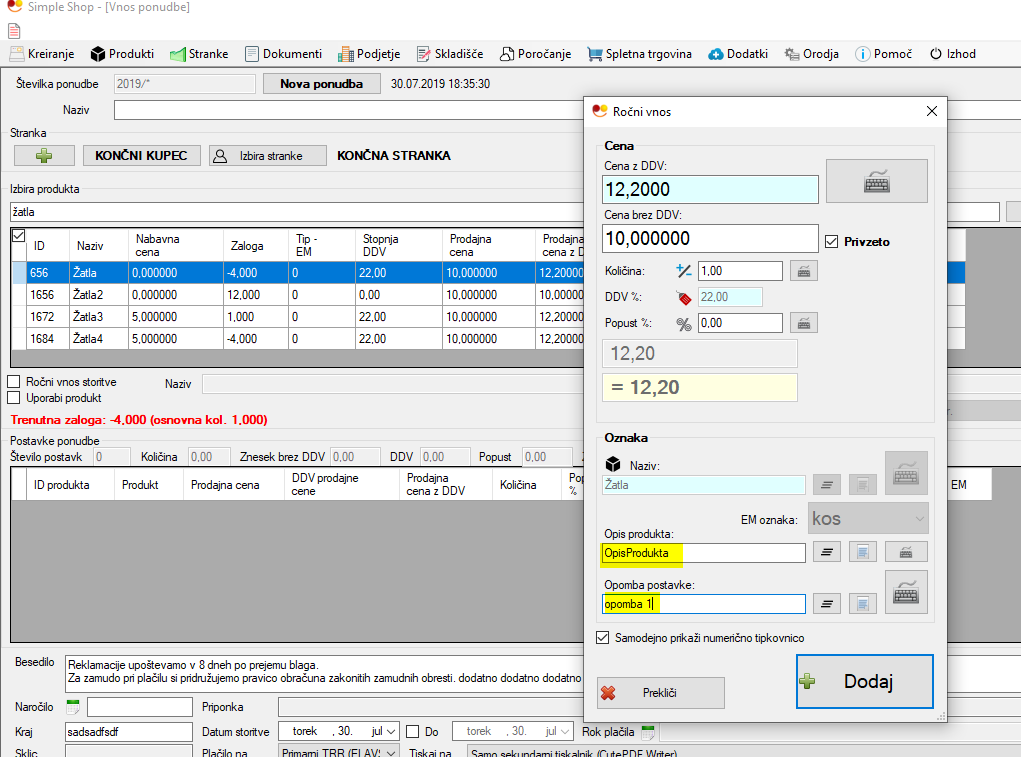 Simple Shop - [Vnos ponudbe]
Kreiranje Produkti Stranke Dokumenti Podjetje Skladišče Poročanje Spletna trgovina Dodatki Orodja Pomoč Izhod
Številka ponudbe 2019/* Nova ponudba 30.07.2019 18:35:30
Naziv
Stranka
KONČNI KUPEC Izbira stranke KONČNA STRANKA
Izbira produkta
žatla
ID Naziv Nabavna cena Zaloga Tip - EM Stopnja DDV Prodajna cena Prodajna cena z D
656 Žatla 0,000000 -4,000 0 22,00 10,000000 12,20000
1656 Žatla2 0,000000 12,000 0 0,00 10,000000 10,00000
1672 Žatla3 5,000000 1,000 0 22,00 10,000000 12,20000
1684 Žatla4 5,000000 -4,000 0 22,00 10,000000 12,20000
Ročni vnos storitve Naziv
Uporabi produkt
Trenutna zaloga: -4,000 (osnovna kol. 1,000)
Postavke ponudbe
Število postavk 0 Količina 0,00 Znesek brez DDV 0,00 DDV 0,00 Popust 0,00
ID produkta Produkt Prodajna cena DDV prodajne cene Prodajna cena z DDV Količina Pop % EM
Besedilo Reklamacije upoštevamo v 8 dneh po prejemu blaga.
Za zamudo pri plačilu si pridružujemo pravico obračuna zakonitih zamudnih obresti. dodatno dodatno dodatno
Naročilo Priponka
Kraj sadsadfsdf Datum storitve torek , 30. jul Do torek , 30. jul Rok plačila
Sklic Plačilo na Primarni TRR (ELAVS Tiskaj na Samo sekundarni tiskalnik (CutePDF Writer)
Ročni vnos
Cena
Cena z DDV:
12,2000
Cena brez DDV:
10,000000
Privzeto
Količina: 1,00
DDV %: 22,00
Popust %: % 0,00
12,20
= 12,20
Oznaka
Naziv:
Žatla
EM oznaka: kos
Opis produkta:
OpisProdukta
Opomba postavke:
opomba 1
Samodejno prikaži numerično tipkovnico
Prekliči Dodaj